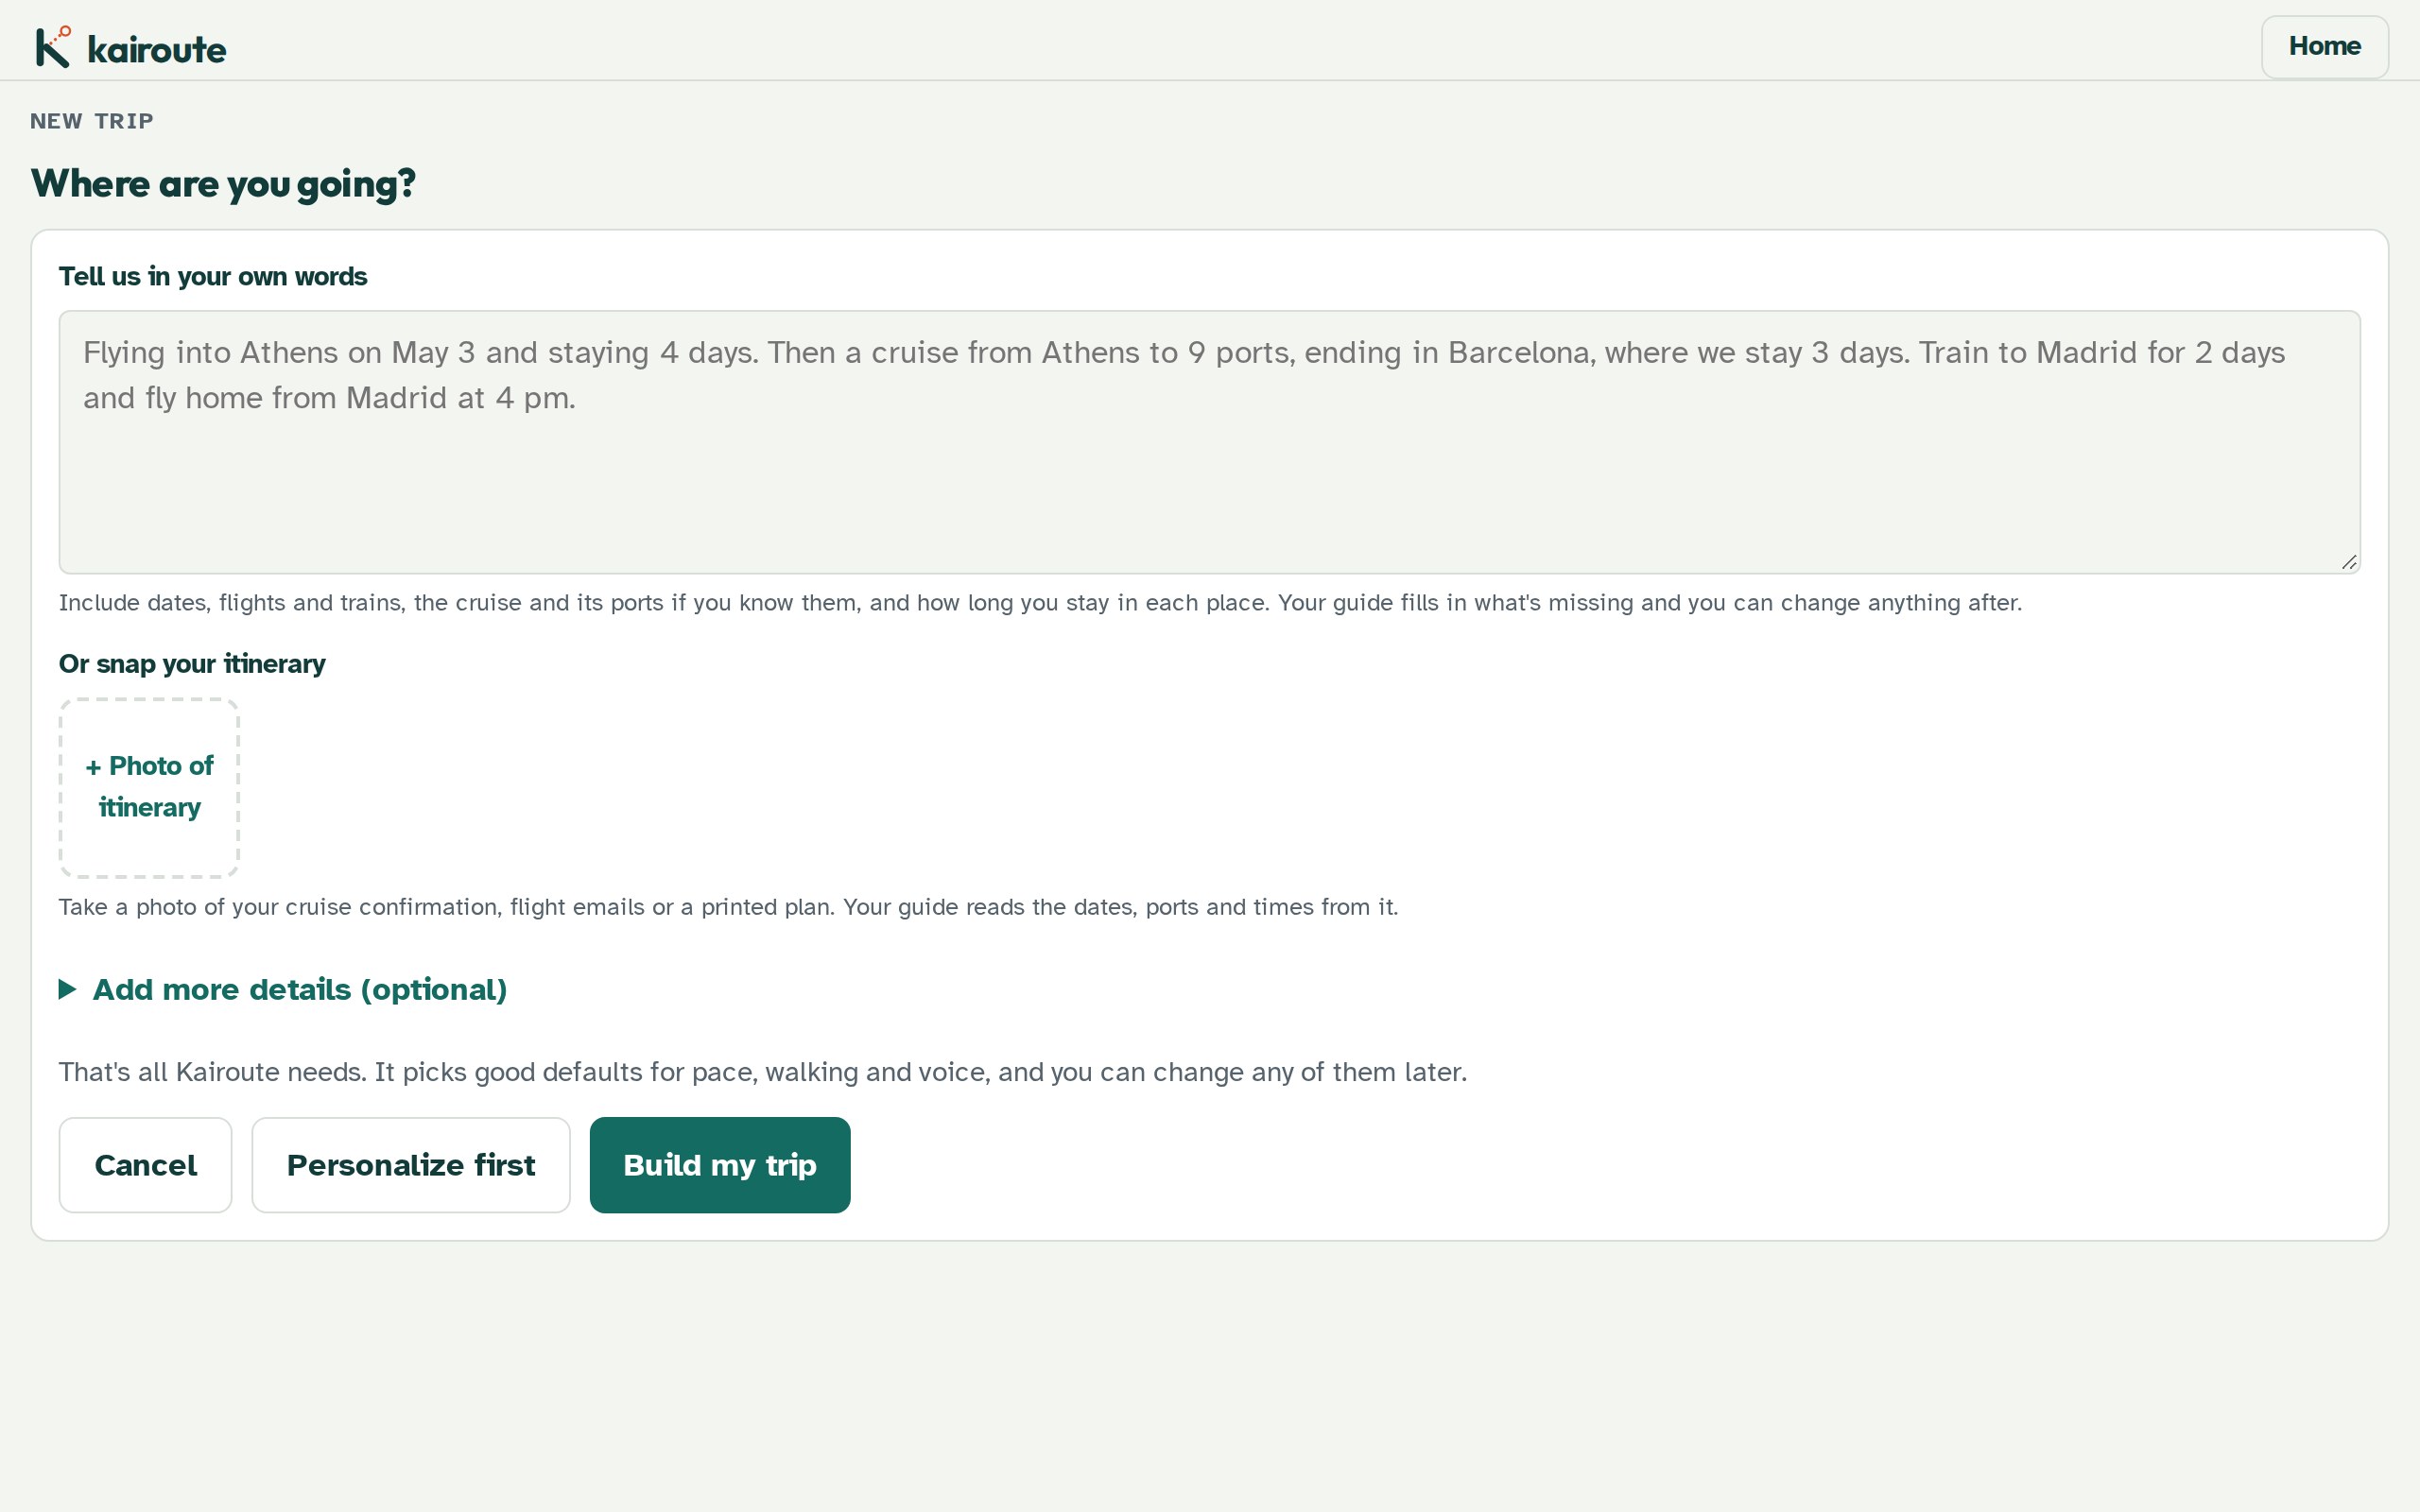 kairoute
Home
NEW TRIP
Where are you going?
Tell us in your own words
Flying into Athens on May 3 and staying 4 days. Then a cruise from Athens to 9 ports, ending in Barcelona, where we stay 3 days. Train to Madrid for 2 days
and fly home from Madrid at 4 pm.
Include dates, flights and trains, the cruise and its ports if you know them, and how long you stay in each place. Your guide fills in what's missing and you can change anything after.
Or snap your itinerary
+ Photo of
itinerary
Take a photo of your cruise confirmation, flight emails or a printed plan. Your guide reads the dates, ports and times from it.
Add more details (optional)
That's all Kairoute needs. It picks good defaults for pace, walking and voice, and you can change any of them later.
Cancel
Personalize first
Build my trip